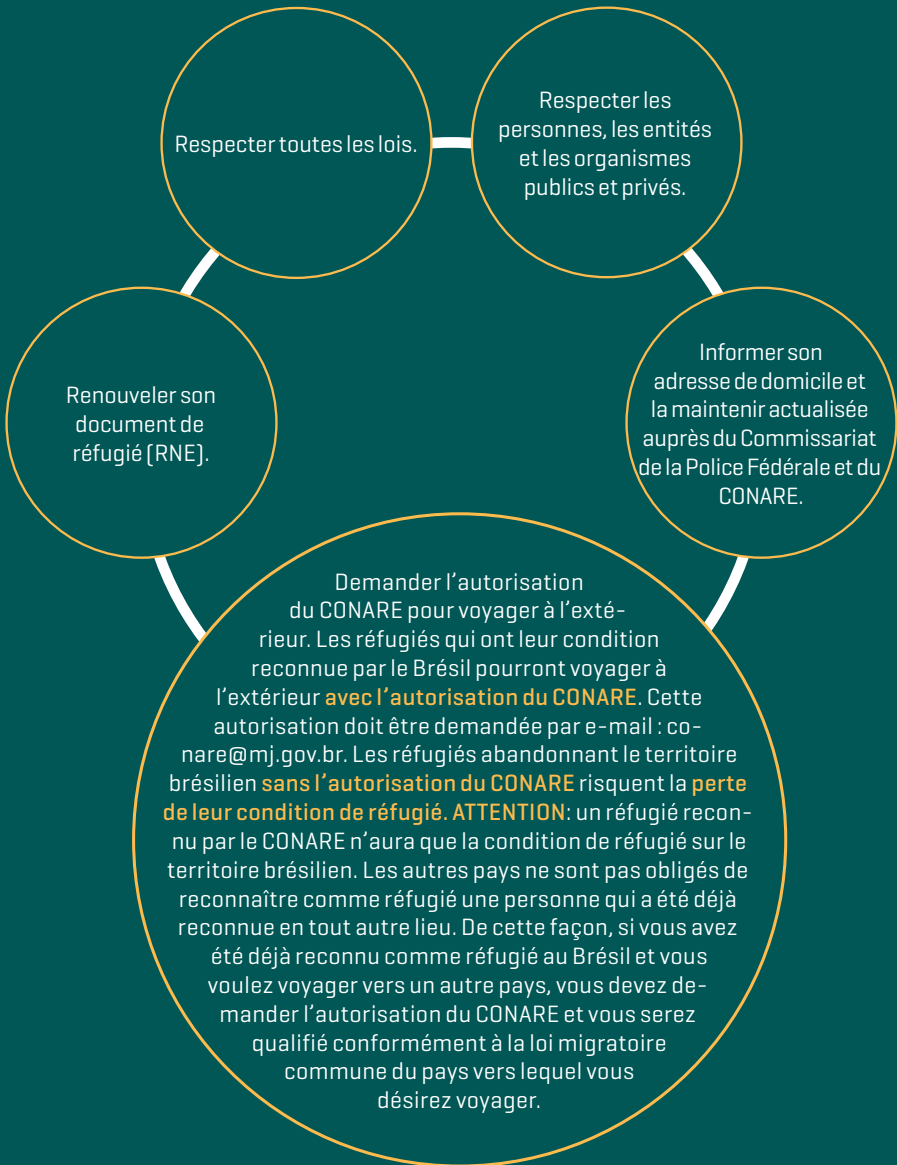 Respecter toutes les lois.
Respecter les
personnes, les entités
et les organismes
publics et privés.
Renouveler son
document de
réfugié (RNE).
Informer son
adresse de domicile et
la maintenir actualisée
auprès du Commissariat
de la Police Fédérale et du
CONARE.
Demander l’autorisation
du CONARE pour voyager à l’exté-
rieur. Les réfugiés qui ont leur condition
reconnue par le Brésil pourront voyager à
l’extérieur avec l’autorisation du CONARE. Cette
autorisation doit être demandée par e-mail : co-
nare@mj.gov.br. Les réfugiés abandonnant le territoire
brésilien sans l’autorisation du CONARE risquent la perte
de leur condition de réfugié. ATTENTION: un réfugié recon-
nu par le CONARE n’aura que la condition de réfugié sur le
territoire brésilien. Les autres pays ne sont pas obligés de
reconnaître comme réfugié une personne qui a été déjà
reconnue en tout autre lieu. De cette façon, si vous avez
été déjà reconnu comme réfugié au Brésil et vous
voulez voyager vers un autre pays, vous devez de-
mander l’autorisation du CONARE et vous serez
qualifié conformément à la loi migratoire
commune du pays vers lequel vous
désirez voyager.